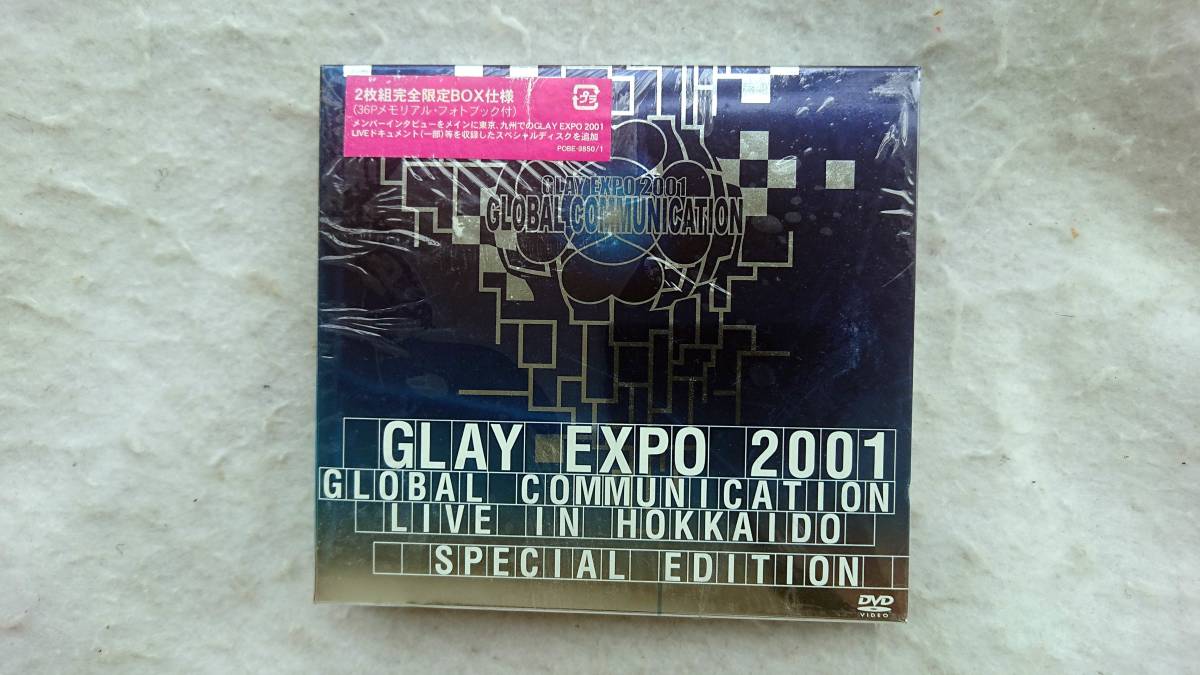 2枚組完全限定BOX仕様
(36Pメモリアル・フォトブック付)
メンバーインタビューをメインに東京、九州でのGLAY EXPO 2001
LIVEドキュメント(一部)等を収録したスペシャルディスクを追加
POBE-9850/1
プラ
GLAY EXPO 2001
GLOBAL COMMUNICATION
GLAY EXPO 2001
GLOBAL COMMUNICATION
LIVE IN HOKKAIDO
SPECIAL EDITION
DVD
VIDEO